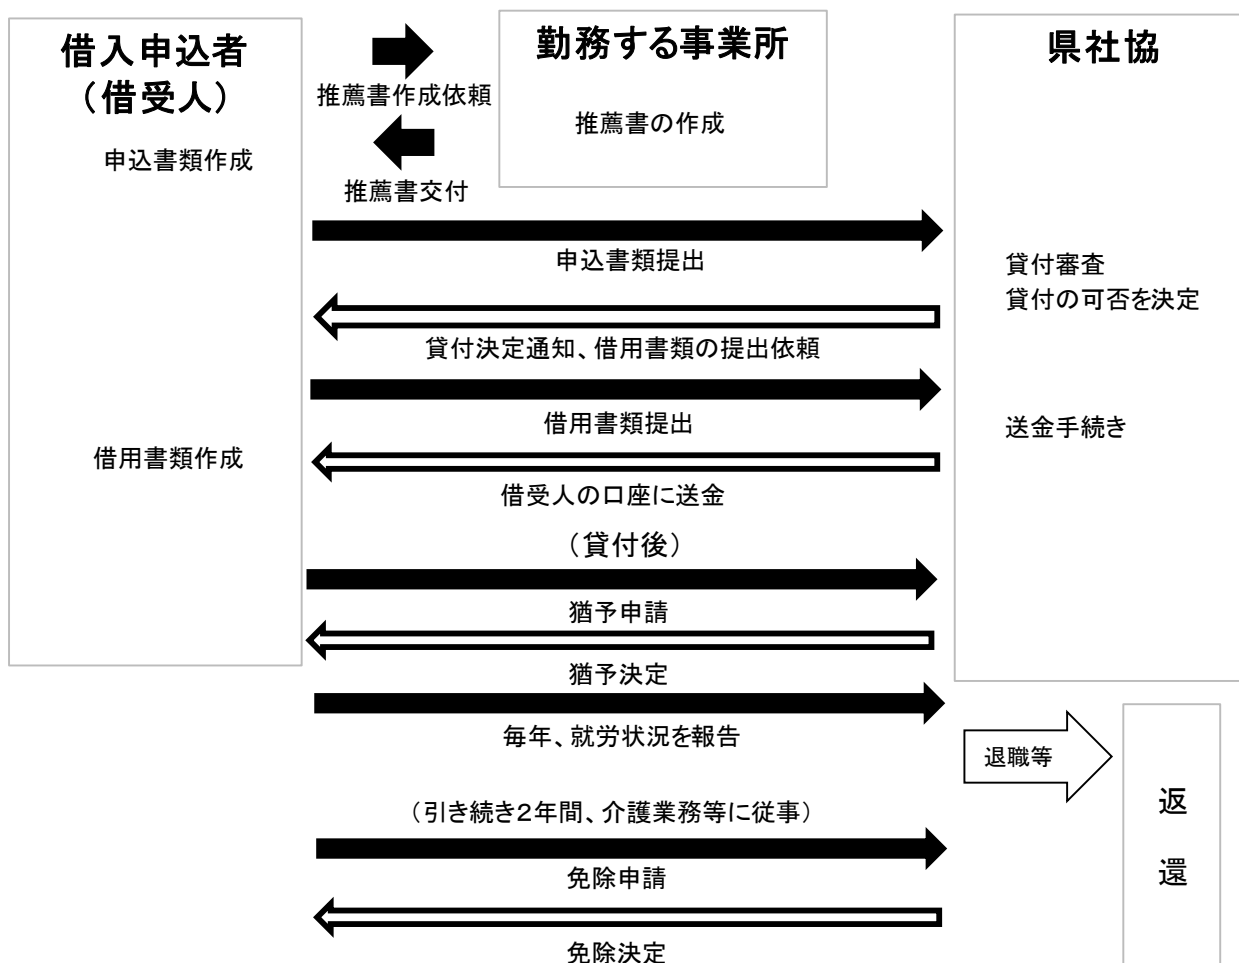 借入申込者
（借受人）
申込書類作成
推薦書作成依頼
推薦書交付
勤務する事業所
推薦書の作成
県社協
申込書類提出
貸付審査
貸付の可否を決定
貸付決定通知、借用書類の提出依頼
借用書類提出
送金手続き
借用書類作成
借受人の口座に送金
（貸付後）
猶予申請
猶予決定
毎年、就労状況を報告
退職等
返
還
（引き続き２年間、介護業務等に従事）
免除申請
免除決定